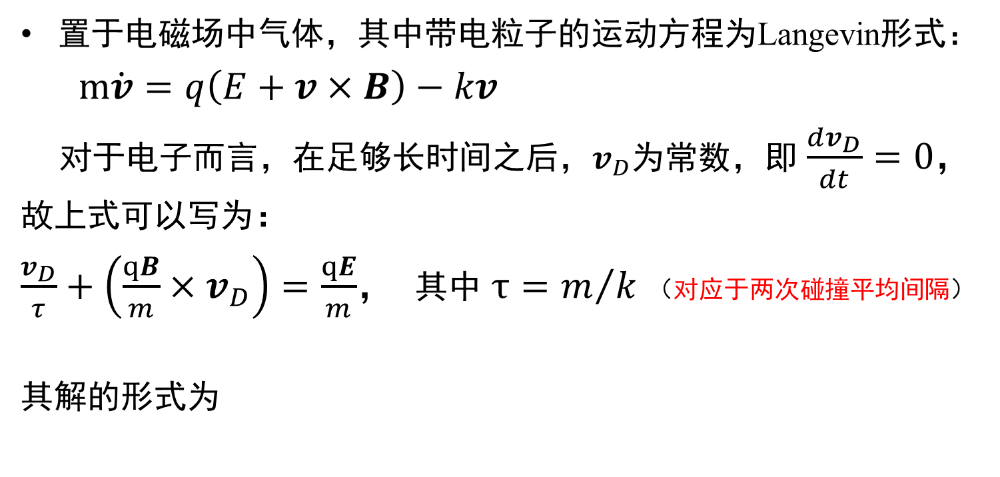 • 置于电磁场中气体，其中带电粒子的运动方程为Langevin形式：
m𝒗̇ = q(E + 𝒗 × 𝑩) − k𝒗
对于电子而言，在足够长时间之后，𝒗_D为常数，即 d𝒗_D/dt = 0，
故上式可以写为：
𝒗_D/τ + (q𝑩/m × 𝒗_D) = q𝑬/m， 其中 τ = m/k （对应于两次碰撞平均间隔）
其解的形式为